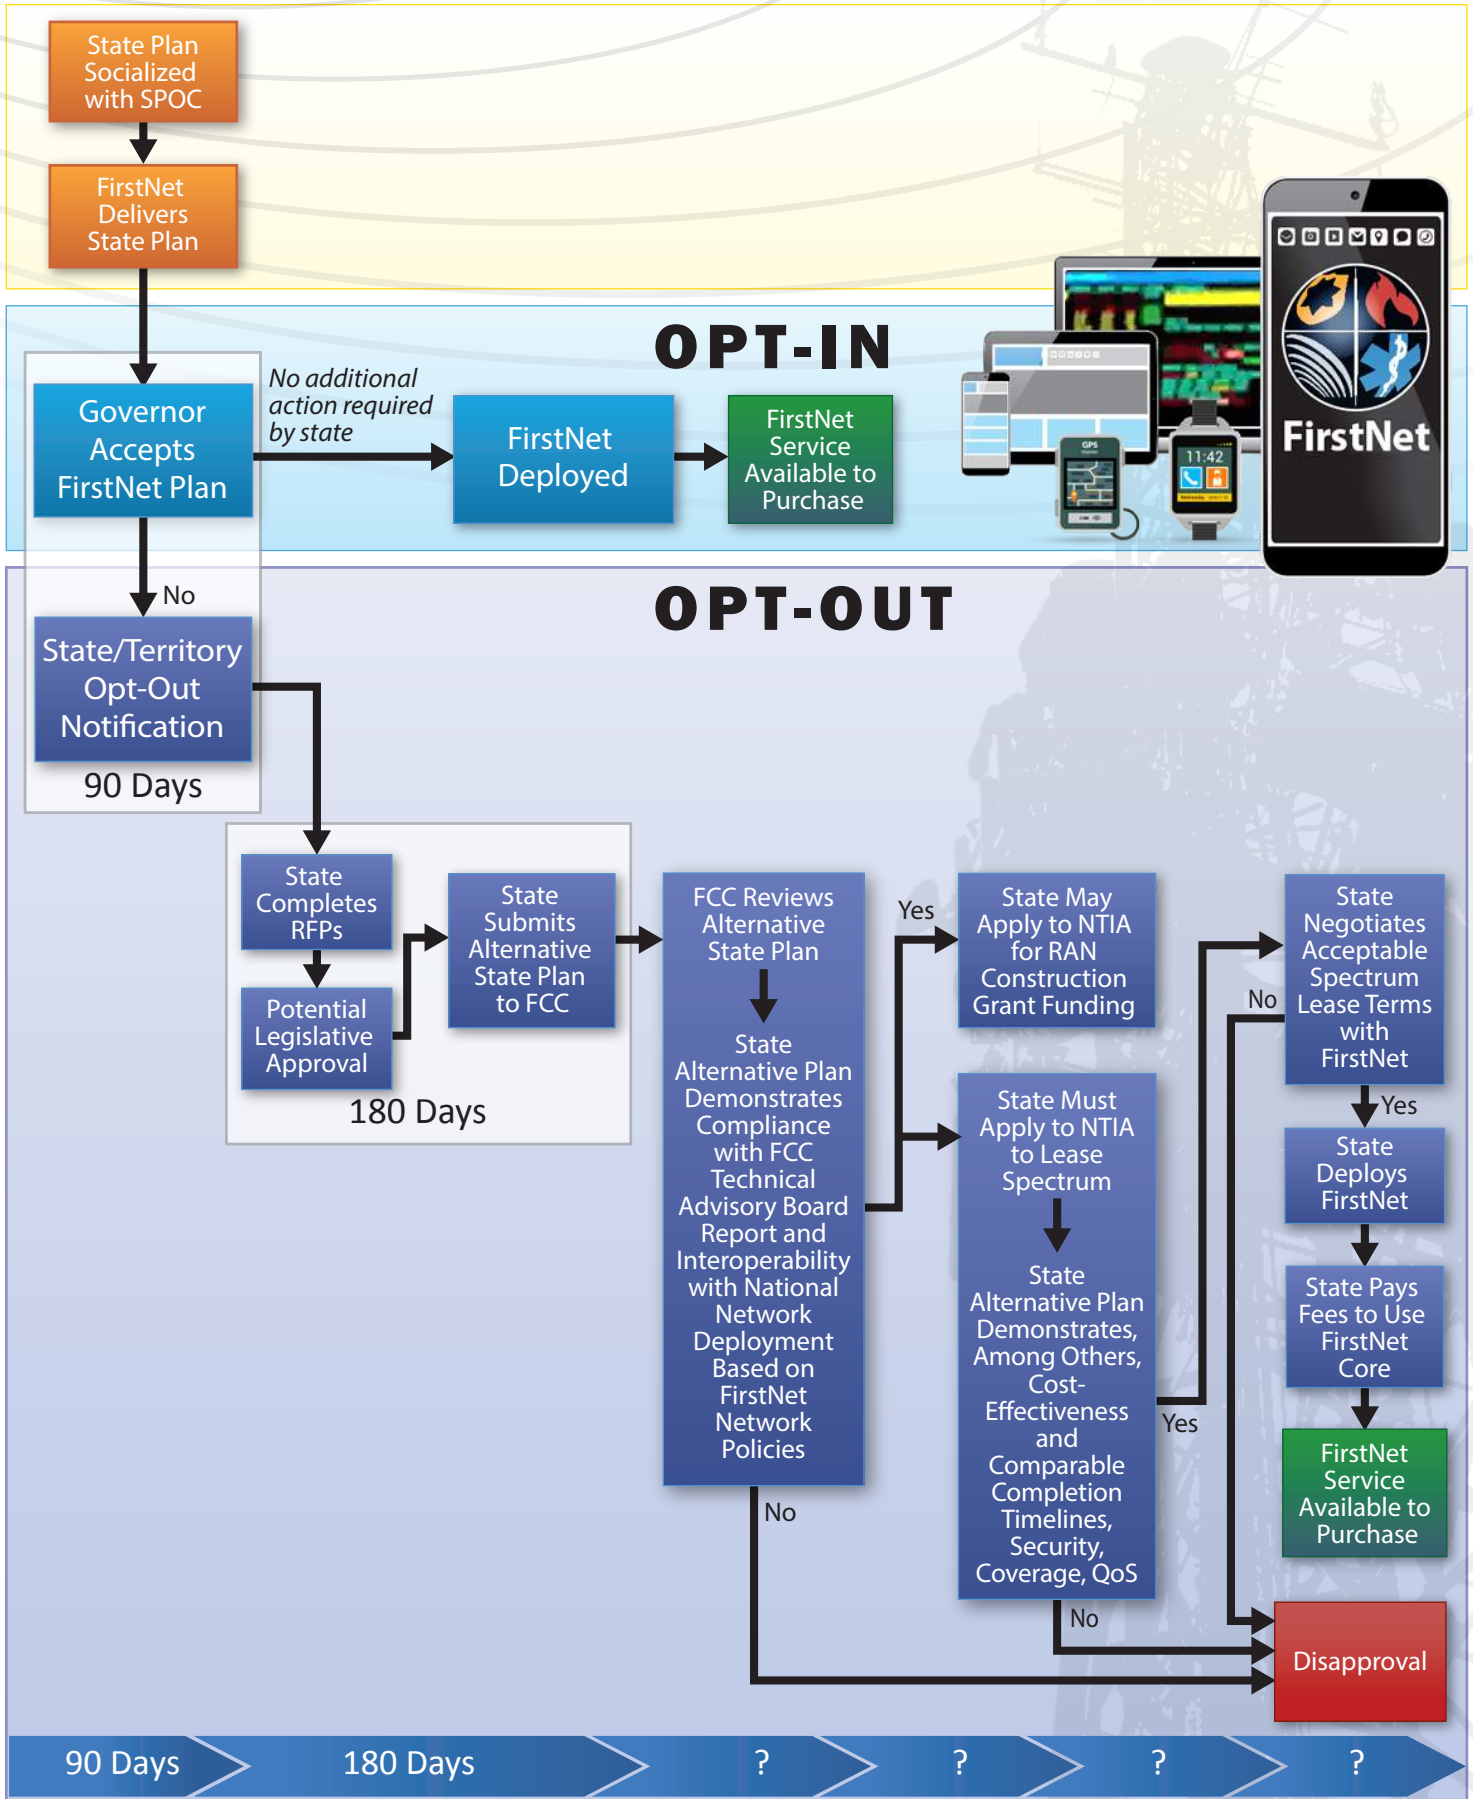 State Plan
Socialized
with SPOC
FirstNet
Delivers
State Plan
OPT-IN
No additional
action required
by state
Governor
Accepts
FirstNet Plan
FirstNet
Deployed
FirstNet
Service
Available to
Purchase
GPS
11:42
FirstNet
No
OPT-OUT
State/Territory
Opt-Out
Notification
90 Days
State
Completes
RFPs
Potential
Legislative
Approval
State
Submits
Alternative
State Plan
to FCC
180 Days
FCC Reviews
Alternative
State Plan
State
Alternative Plan
Demonstrates
Compliance
with FCC
Technical
Advisory Board
Report and
Interoperability
with National
Network
Deployment
Based on
FirstNet
Network
Policies
Yes
No
State May
Apply to NTIA
for RAN
Construction
Grant Funding
State Must
Apply to NTIA
to Lease
Spectrum
State
Alternative Plan
Demonstrates,
Among Others,
Cost-
Effectiveness
and
Comparable
Completion
Timelines,
Security,
Coverage, QoS
Yes
No
State
Negotiates
Acceptable
Spectrum
Lease Terms
with
FirstNet
No
Yes
State
Deploys
FirstNet
State Pays
Fees to Use
FirstNet
Core
FirstNet
Service
Available to
Purchase
Disapproval
90 Days
180 Days
?
?
?
?